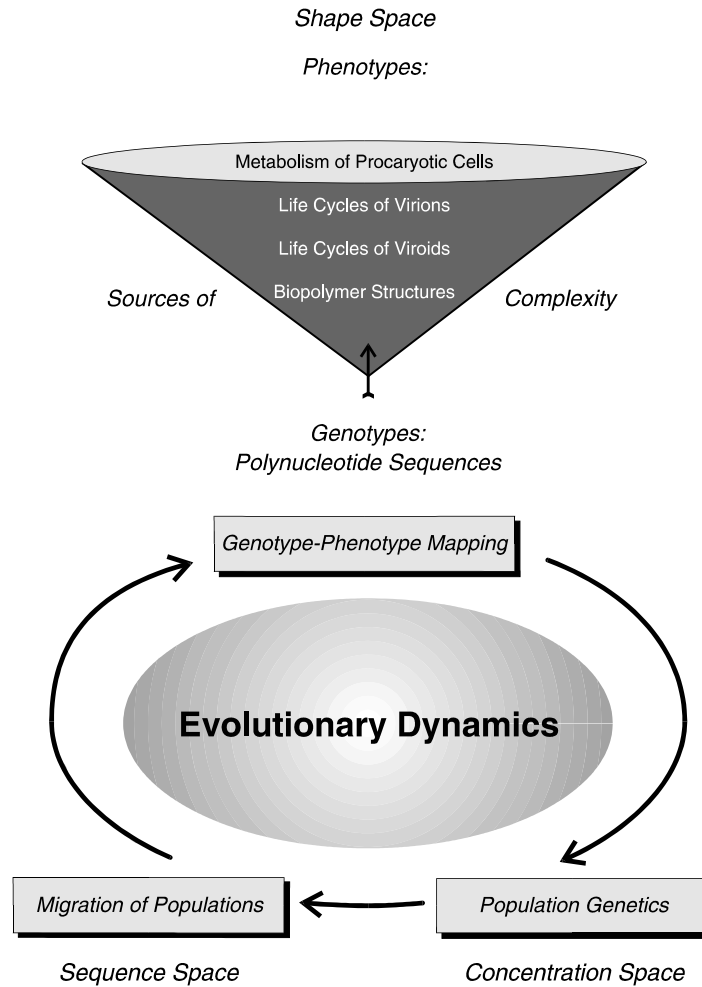 Shape Space
Phenotypes:
Metabolism of Procaryotic Cells
Life Cycles of Virions
Life Cycles of Viroids
Biopolymer Structures
Sources of
Complexity
Genotypes:
Polynucleotide Sequences
Genotype-Phenotype Mapping
Evolutionary Dynamics
Migration of Populations
Population Genetics
Sequence Space
Concentration Space